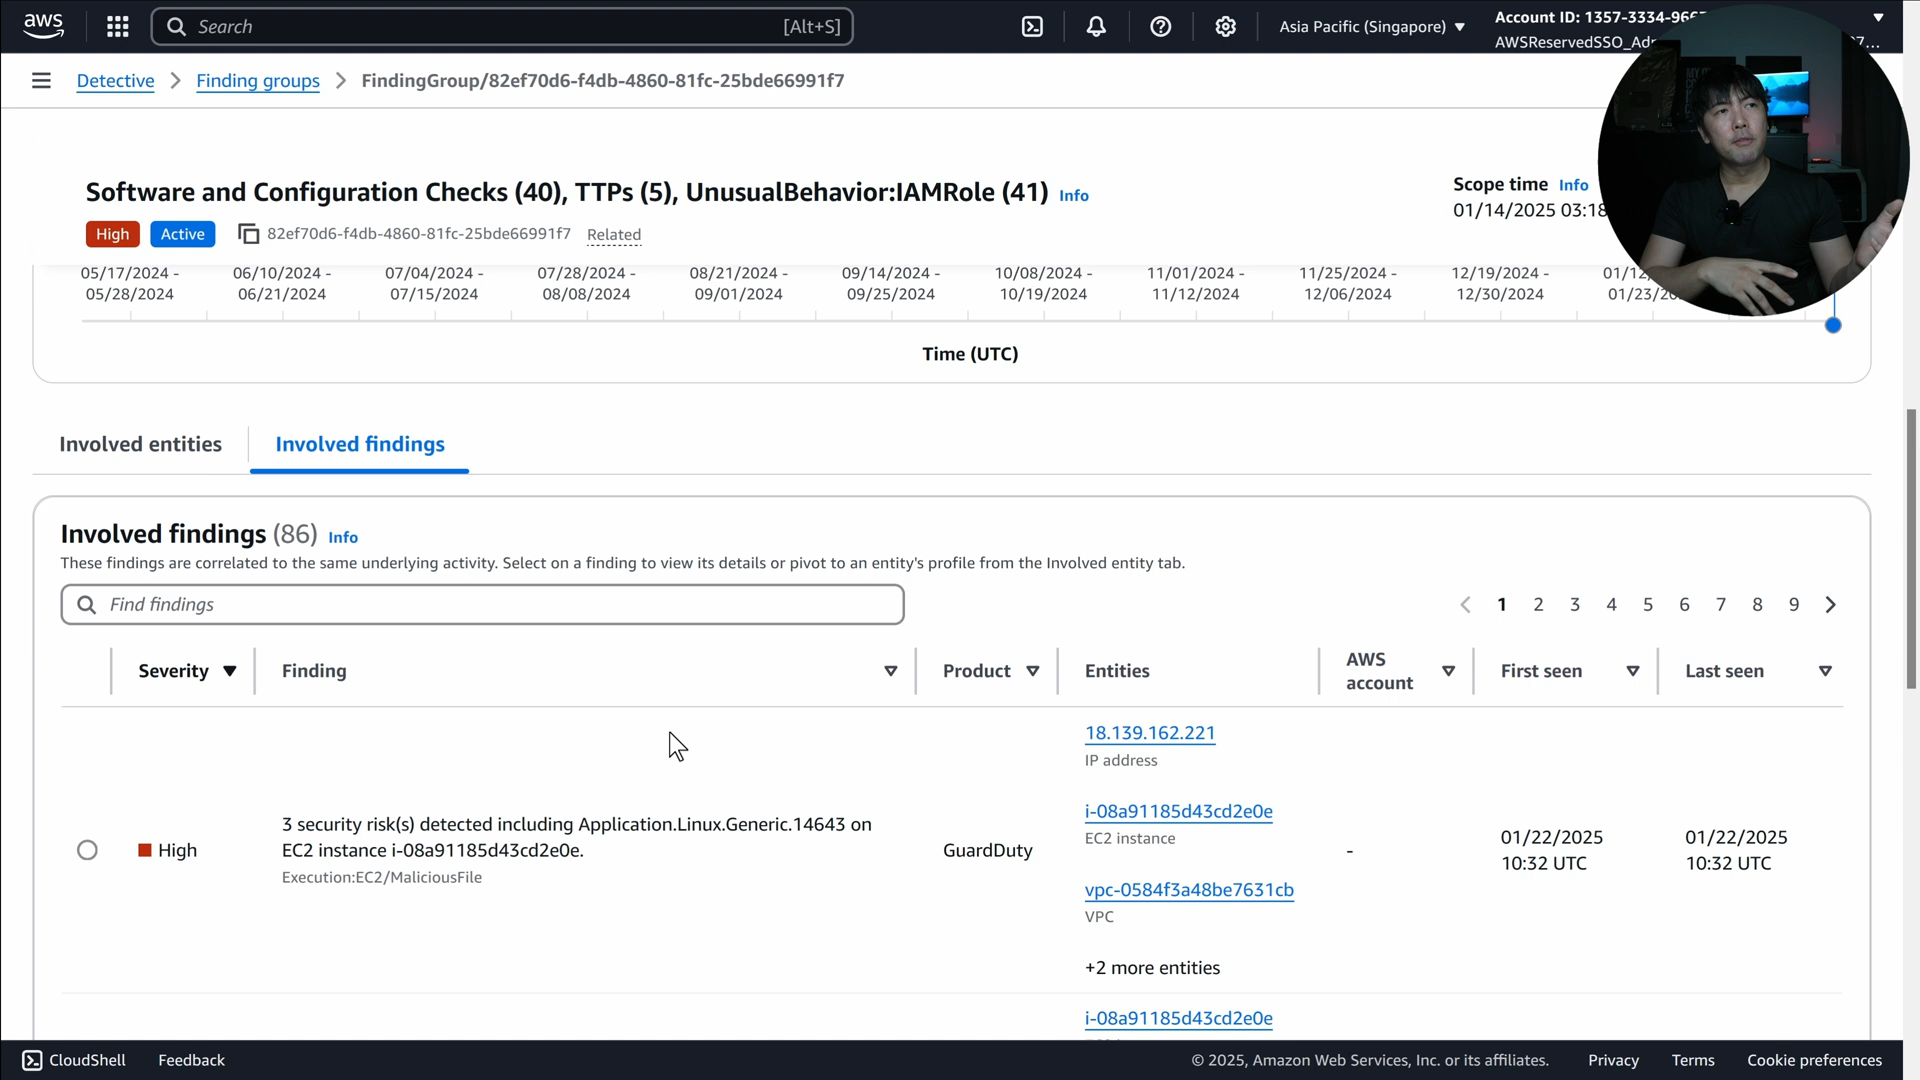 aws
Search [Alt+S]
Asia Pacific (Singapore)
Account ID: 1357-3334-966
AWSReservedSSO_Ad
Detective > Finding groups > FindingGroup/82ef70d6-f4db-4860-81fc-25bde66991f7
Software and Configuration Checks (40), TTPs (5), UnusualBehavior:IAMRole (41) Info
Scope time Info
01/14/2025 03:18
High Active 82ef70d6-f4db-4860-81fc-25bde66991f7 Related
05/17/2024 - 06/10/2024 - 07/04/2024 - 07/28/2024 - 08/21/2024 - 09/14/2024 - 10/08/2024 - 11/01/2024 - 11/25/2024 - 12/19/2024 - 01/12/
05/28/2024 06/21/2024 07/15/2024 08/08/2024 09/01/2024 09/25/2024 10/19/2024 11/12/2024 12/06/2024 12/30/2024 01/23/20
Time (UTC)
Involved entities Involved findings
Involved findings (86) Info
These findings are correlated to the same underlying activity. Select on a finding to view its details or pivot to an entity's profile from the Involved entity tab.
Find findings
1 2 3 4 5 6 7 8 9
Severity Finding Product Entities AWS account First seen Last seen
18.139.162.221
IP address
i-08a91185d43cd2e0e
EC2 instance
vpc-0584f3a48be7631cb
VPC
+2 more entities
High
3 security risk(s) detected including Application.Linux.Generic.14643 on
EC2 instance i-08a91185d43cd2e0e.
Execution:EC2/MaliciousFile
GuardDuty
-
01/22/2025
10:32 UTC
01/22/2025
10:32 UTC
i-08a91185d43cd2e0e
CloudShell Feedback
© 2025, Amazon Web Services, Inc. or its affiliates. Privacy Terms Cookie preferences